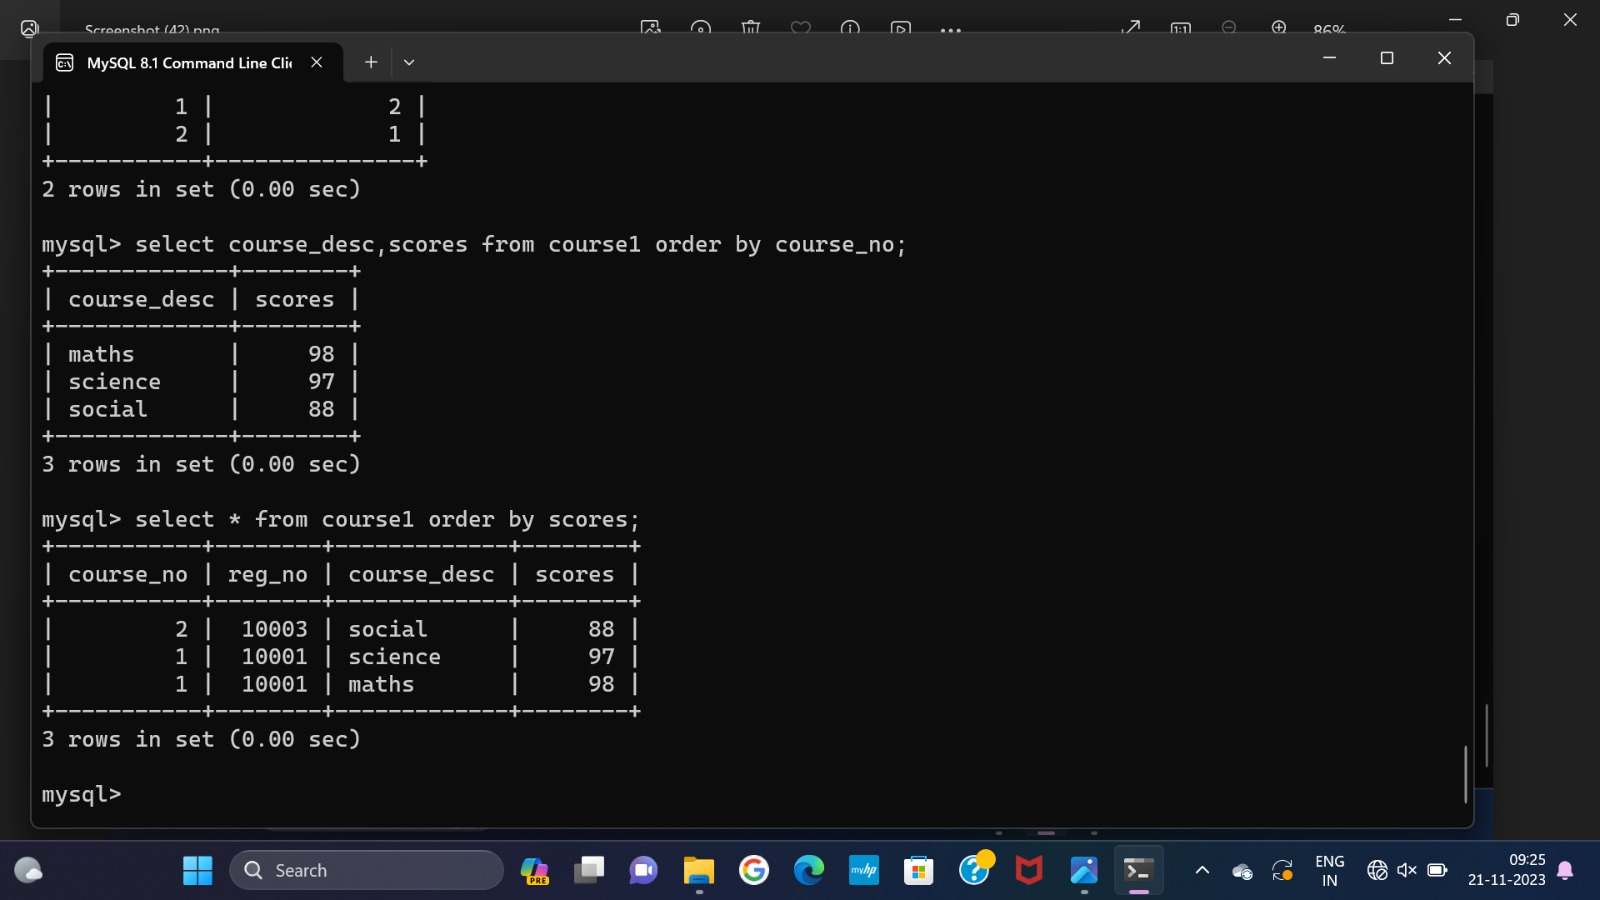 Screenshot (42).png
86%
MySQL 8.1 Command Line Clie
|         1 |             2 |
|         2 |             1 |
+-----------+---------------+
2 rows in set (0.00 sec)
mysql> select course_desc,scores from course1 order by course_no;
+-------------+--------+
| course_desc | scores |
+-------------+--------+
| maths       |     98 |
| science     |     97 |
| social      |     88 |
+-------------+--------+
3 rows in set (0.00 sec)
mysql> select * from course1 order by scores;
+-----------+--------+-------------+--------+
| course_no | reg_no | course_desc | scores |
+-----------+--------+-------------+--------+
|         2 |  10003 | social      |     88 |
|         1 |  10001 | science     |     97 |
|         1 |  10001 | maths       |     98 |
+-----------+--------+-------------+--------+
3 rows in set (0.00 sec)
mysql>
Search
PRE
myhp
ENG
IN
09:25
21-11-2023